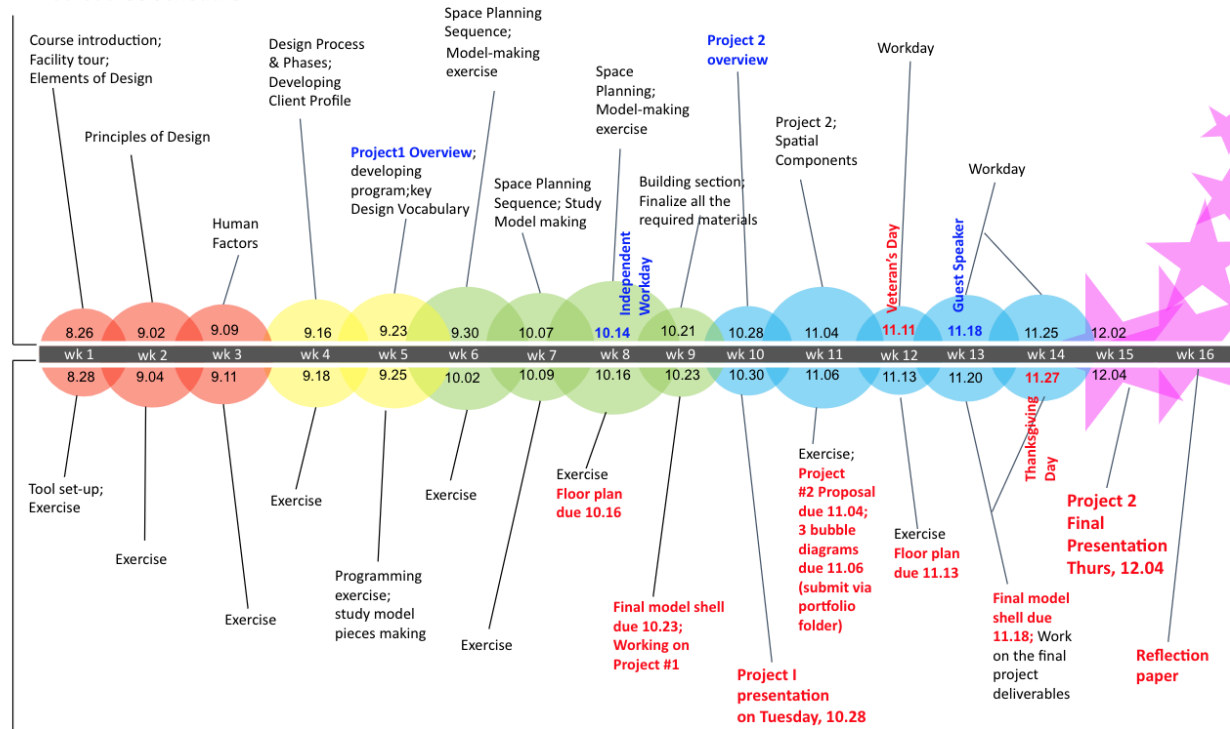 Course introduction;
Facility tour;
Elements of Design
Principles of Design
Human
Factors
Design Process
& Phases;
Developing
Client Profile
Project1 Overview;
developing
program;key
Design Vocabulary
Space Planning
Sequence;
Model-making
exercise
Space Planning
Sequence; Study
Model making
Space
Planning;
Model-making
exercise
Independent
Workday
Building section;
Finalize all the
required materials
Project 2
overview
Project 2;
Spatial
Components
Workday
Veteran's Day
Guest Speaker
Workday
8.26 9.02 9.09 9.16 9.23 9.30 10.07 10.14 10.21 10.28 11.04 11.11 11.18 11.25 12.02
wk 1 wk 2 wk 3 wk 4 wk 5 wk 6 wk 7 wk 8 wk 9 wk 10 wk 11 wk 12 wk 13 wk 14 wk 15 wk 16
8.28 9.04 9.11 9.18 9.25 10.02 10.09 10.16 10.23 10.30 11.06 11.13 11.20 11.27 12.04
Tool set-up;
Exercise
Exercise
Exercise
Exercise
Programming
exercise;
study model
pieces making
Exercise
Exercise
Exercise
Floor plan
due 10.16
Final model shell
due 10.23;
Working on
Project #1
Project I
presentation
on Tuesday, 10.28
Exercise;
Project
#2 Proposal
due 11.04;
3 bubble
diagrams
due 11.06
(submit via
portfolio
folder)
Exercise
Floor plan
due 11.13
Final model
shell due
11.18; Work
on the final
project
deliverables
Thanksgiving
Day
Project 2
Final
Presentation
Thurs, 12.04
Reflection
paper